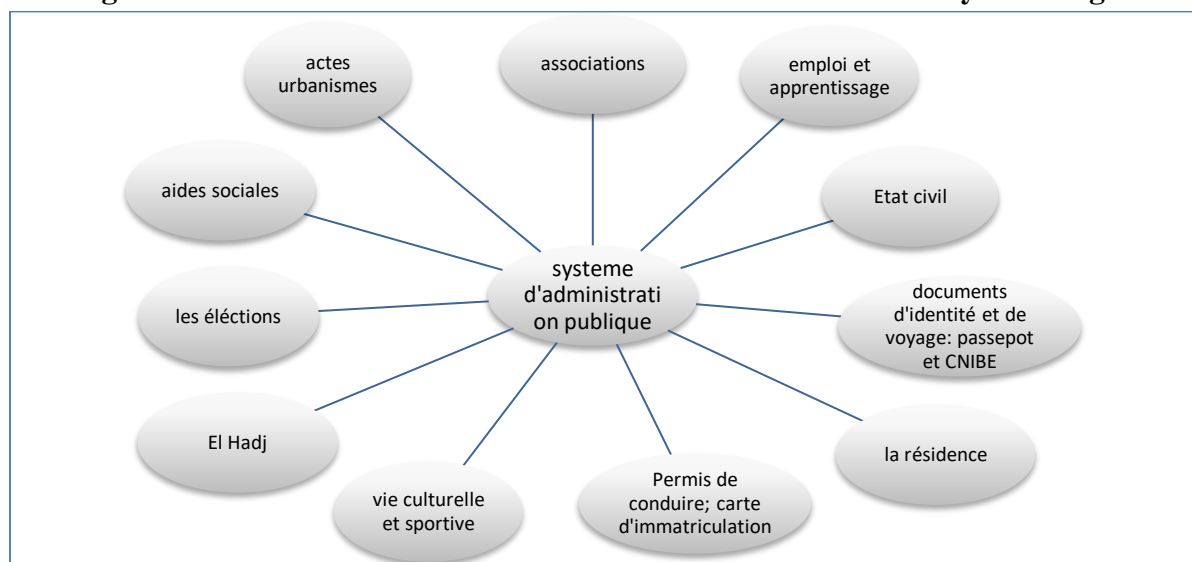 actes
urbanismes
associations
emploi et
apprentissage
aides sociales
Etat civil
systeme
d'administrati
on publique
les éléctions
documents
d'identité et de
voyage: passepot
et CNIBE
El Hadj
la résidence
vie culturelle
et sportive
Permis de
conduire; carte
d'immatriculation